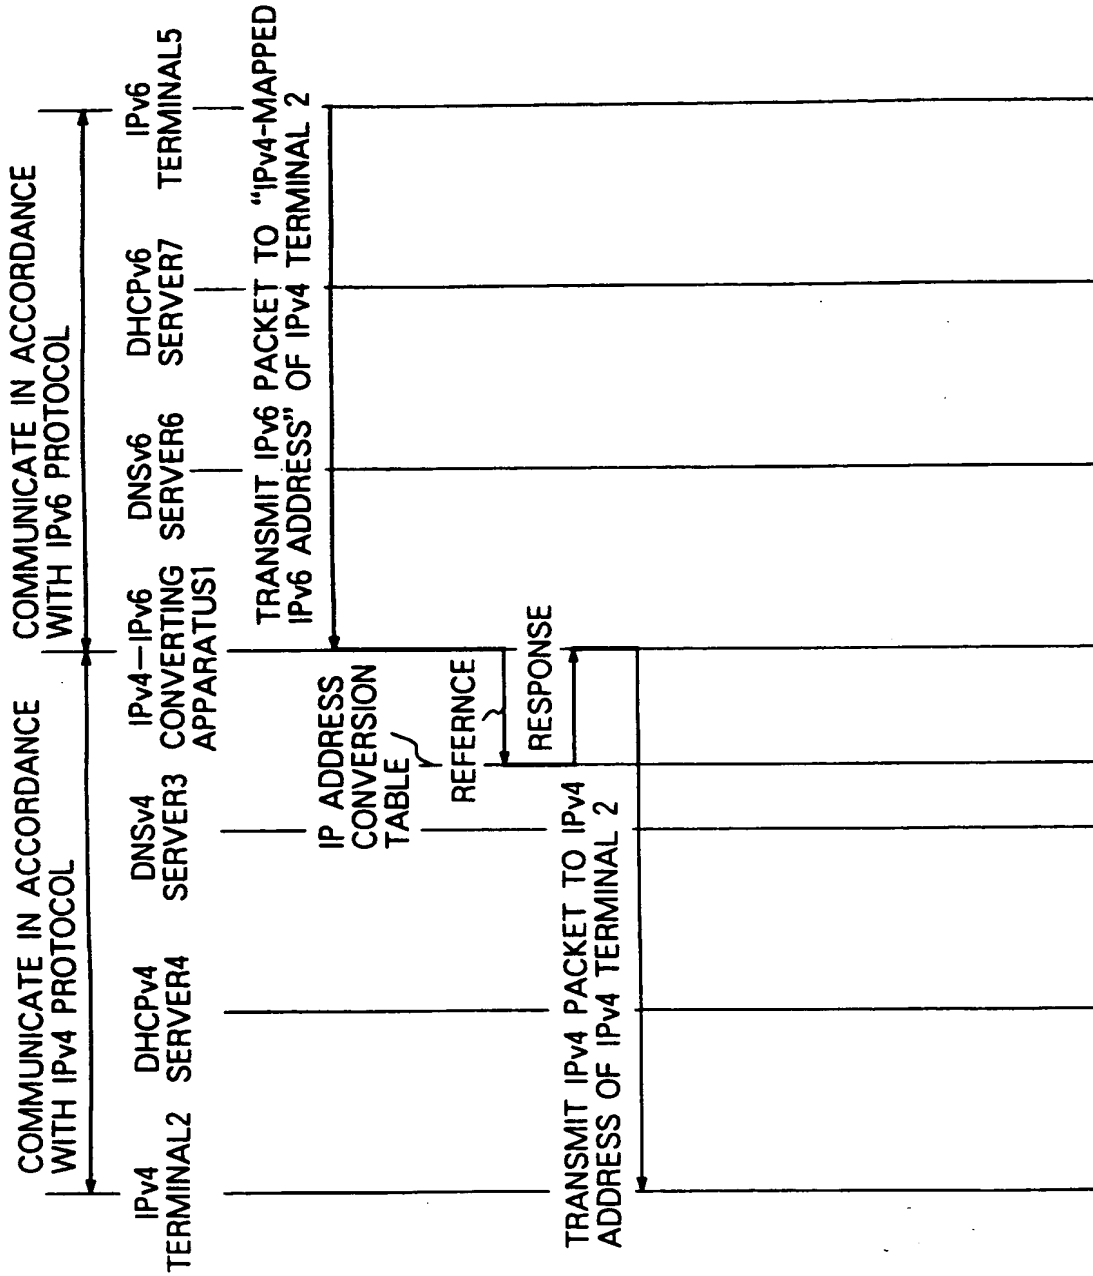 COMMUNICATE IN ACCORDANCE
WITH IPv4 PROTOCOL
COMMUNICATE IN ACCORDANCE
WITH IPv6 PROTOCOL
IPv4
TERMINAL2
DHCPv4
SERVER4
DNSv4
SERVER3
IPv4—IPv6
CONVERTING
APPARATUS1
DNSv6
SERVER6
DHCPv6
SERVER7
IPv6
TERMINAL5
TRANSMIT IPv6 PACKET TO "IPv4-MAPPED
IPv6 ADDRESS" OF IPv4 TERMINAL 2
IP ADDRESS
CONVERSION
TABLE
REFERNCE
RESPONSE
TRANSMIT IPv4 PACKET TO IPv4
ADDRESS OF IPv4 TERMINAL 2